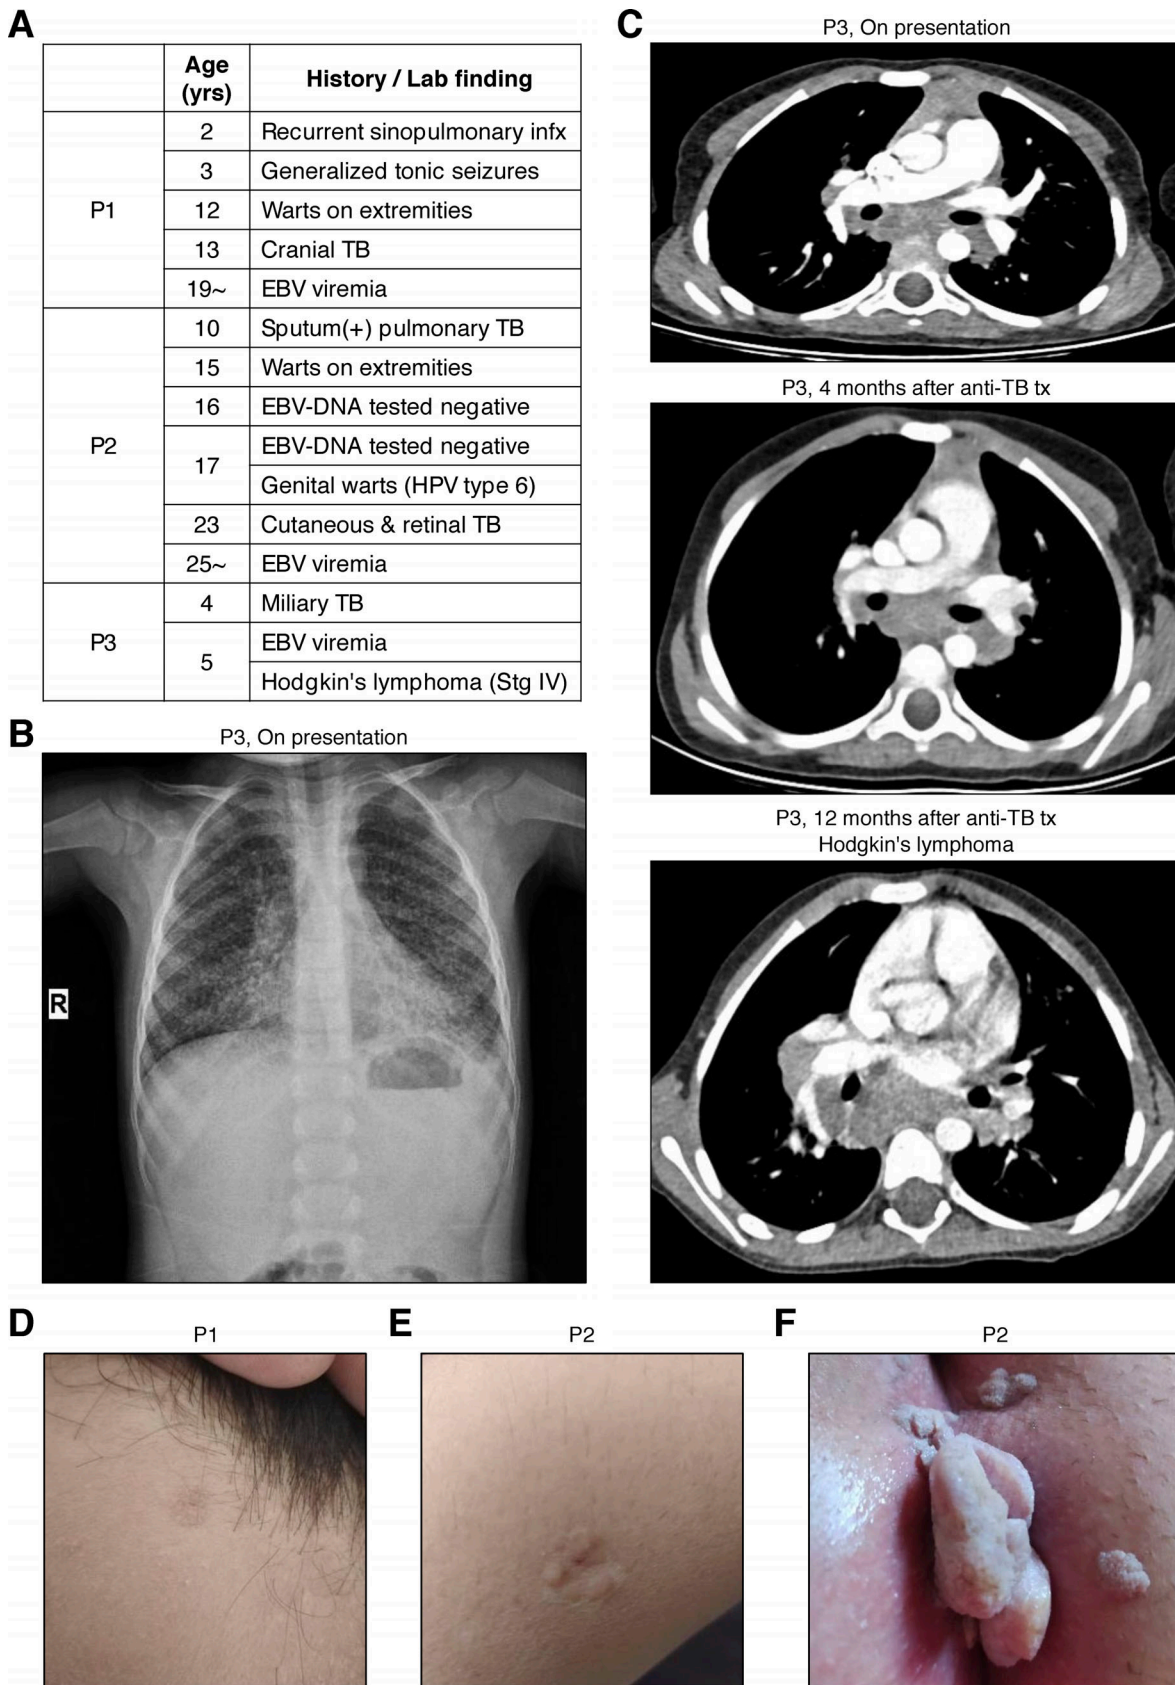 A
Age
(yrs)
History / Lab finding
P1
2
Recurrent sinopulmonary infx
3
Generalized tonic seizures
12
Warts on extremities
13
Cranial TB
19~
EBV viremia
P2
10
Sputum(+) pulmonary TB
15
Warts on extremities
16
EBV-DNA tested negative
17
EBV-DNA tested negative
Genital warts (HPV type 6)
23
Cutaneous & retinal TB
25~
EBV viremia
P3
4
Miliary TB
5
EBV viremia
Hodgkin's lymphoma (Stg IV)
B
P3, On presentation
R
C
P3, On presentation
P3, 4 months after anti-TB tx
P3, 12 months after anti-TB tx
Hodgkin's lymphoma
D
P1
E
P2
F
P2